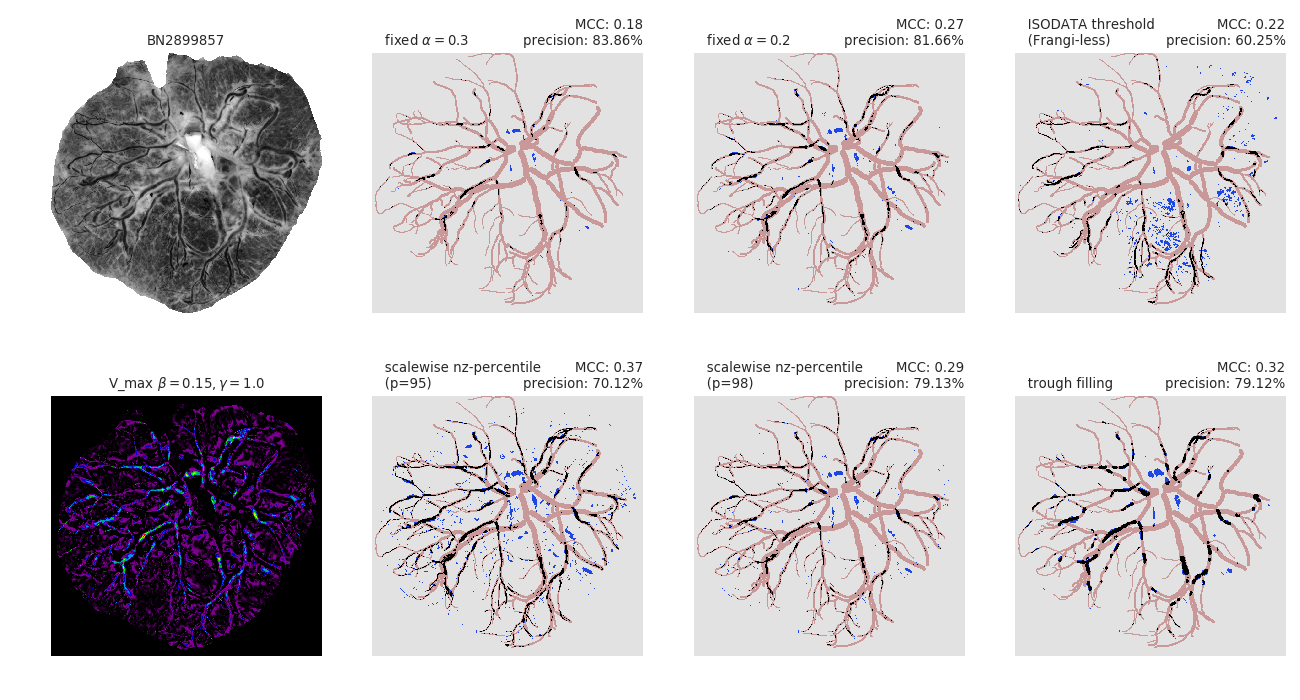 BN2899857
fixed α = 0.3
MCC: 0.18
precision: 83.86%
fixed α = 0.2
MCC: 0.27
precision: 81.66%
ISODATA threshold
(Frangi-less)
MCC: 0.22
precision: 60.25%
V_max β = 0.15, γ = 1.0
scalewise nz-percentile
(p=95)
MCC: 0.37
precision: 70.12%
scalewise nz-percentile
(p=98)
MCC: 0.29
precision: 79.13%
trough filling
MCC: 0.32
precision: 79.12%